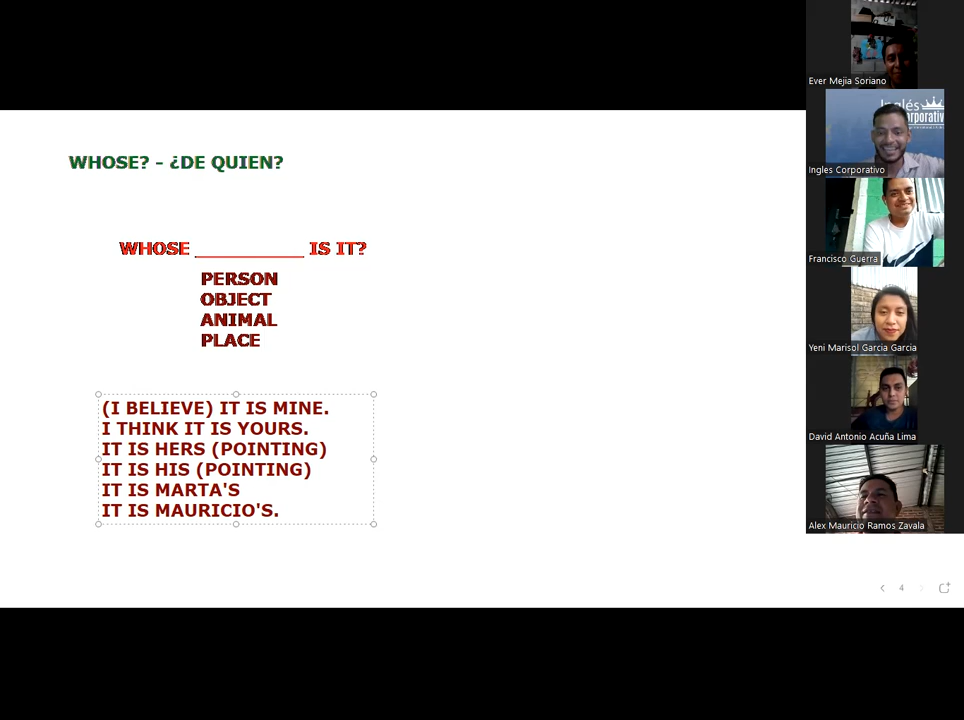 WHOSE? - ¿DE QUIEN?
WHOSE __________ IS IT?
PERSON
OBJECT
ANIMAL
PLACE
(I BELIEVE) IT IS MINE.
I THINK IT IS YOURS.
IT IS HERS (POINTING)
IT IS HIS (POINTING)
IT IS MARTA'S
IT IS MAURICIO'S.
4
Ever Mejia Soriano
Inglés
Ingles Corporativo
Francisco Guerra
Yeni Marisol Garcia Garcia
David Antonio Acuña Lima
Alex Mauricio Ramos Zavala